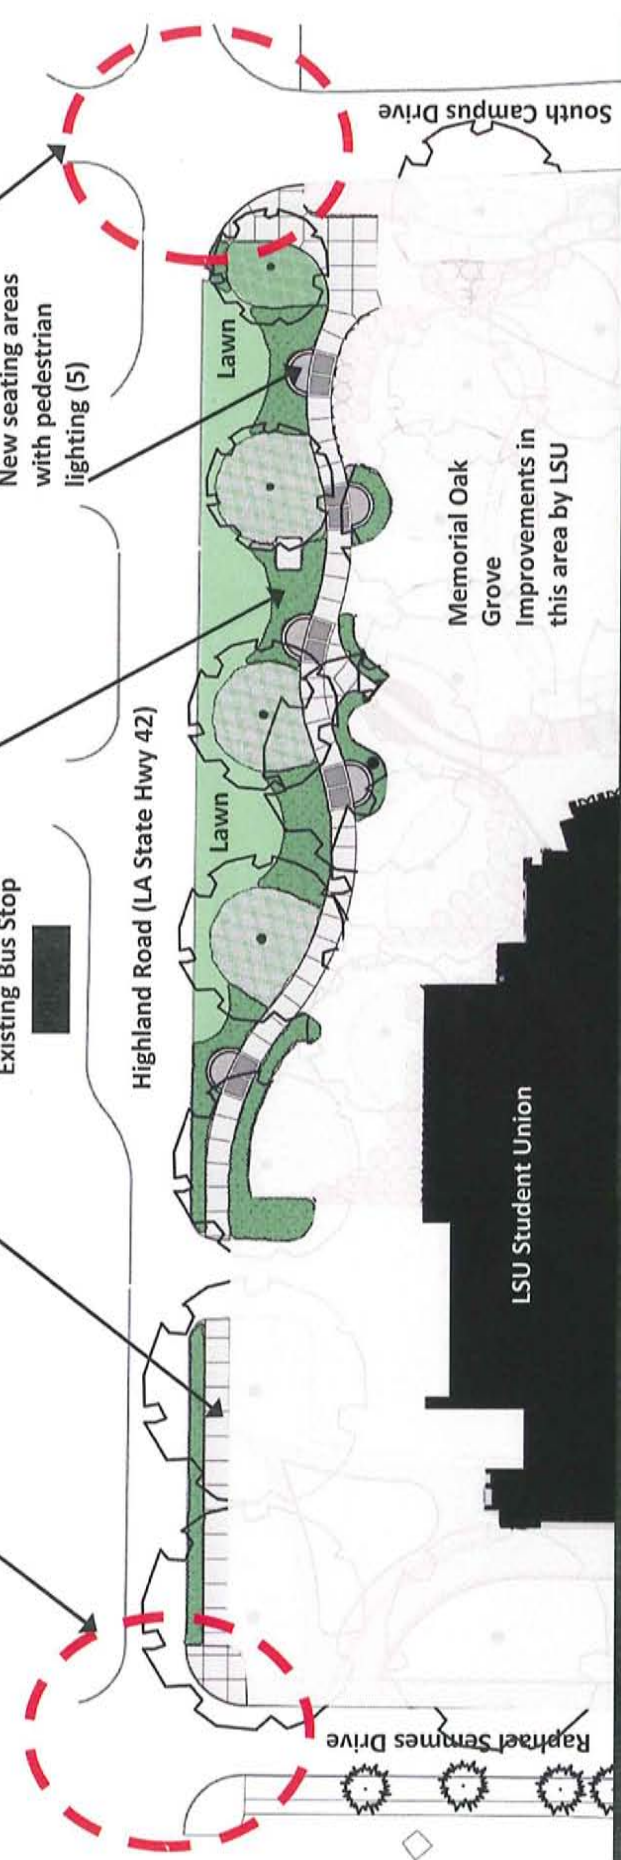 New seating areas
with pedestrian
lighting (5)
Existing Bus Stop
Highland Road (LA State Hwy 42)
Lawn
Lawn
South Campus Drive
Memorial Oak
Grove
Improvements in
this area by LSU
LSU Student Union
Raphael Semmes Drive